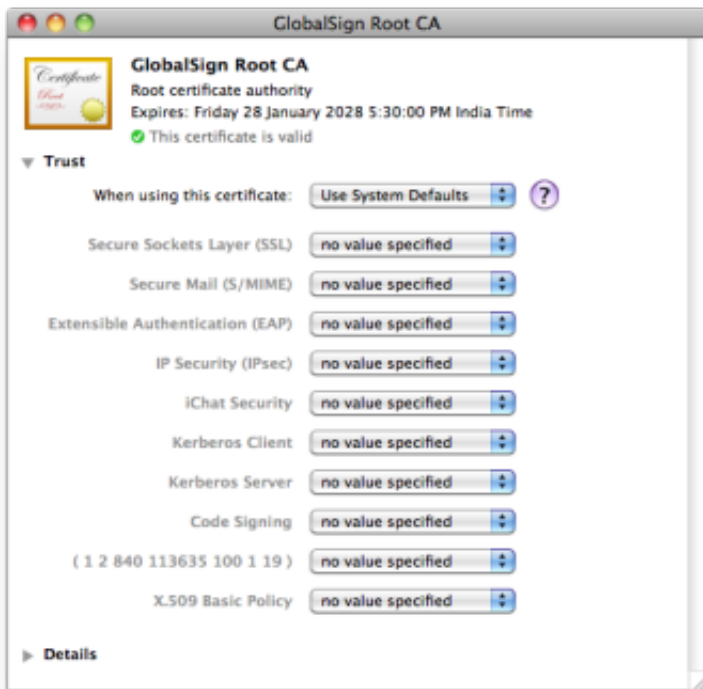 GlobalSign Root CA
Certificate
Root
GlobalSign Root CA
Root certificate authority
Expires: Friday 28 January 2028 5:30:00 PM India Time
This certificate is valid
Trust
When using this certificate: Use System Defaults ?
Secure Sockets Layer (SSL) no value specified
Secure Mail (S/MIME) no value specified
Extensible Authentication (EAP) no value specified
IP Security (IPsec) no value specified
iChat Security no value specified
Kerberos Client no value specified
Kerberos Server no value specified
Code Signing no value specified
( 1 2 840 113635 100 1 19 ) no value specified
X.509 Basic Policy no value specified
Details